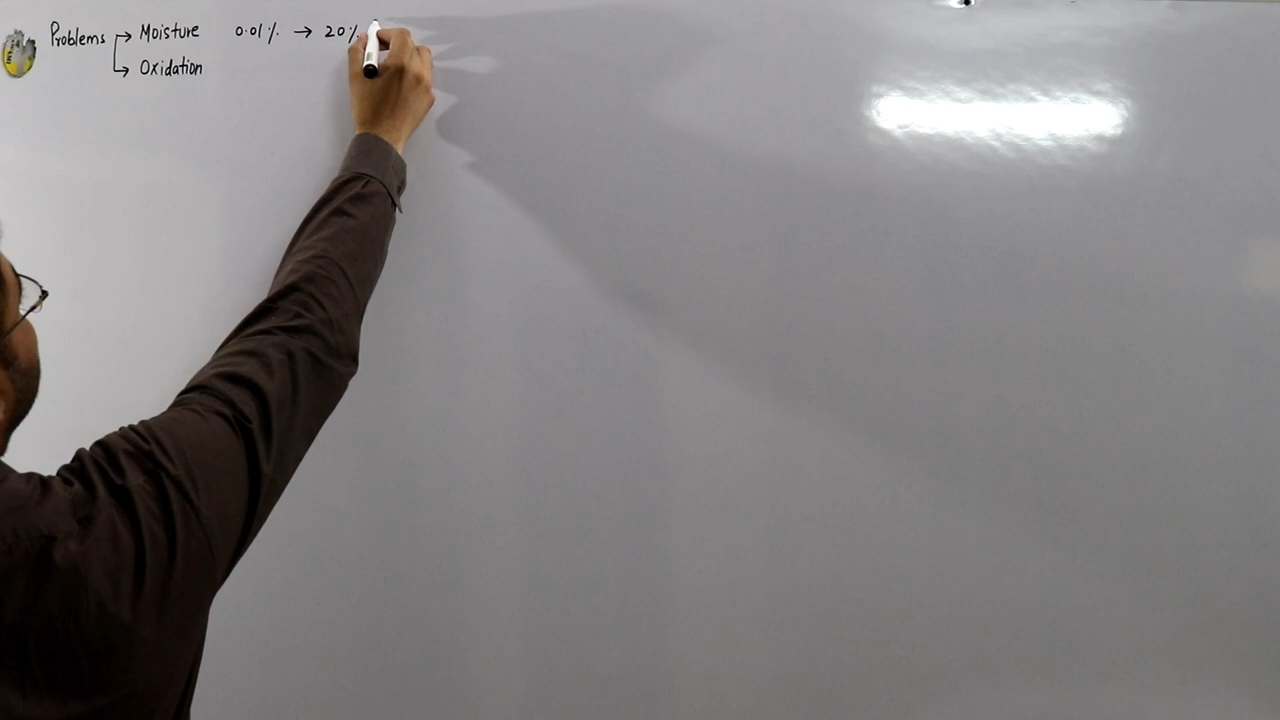 Problems → Moisture 0.01% → 20%
→ Oxidation